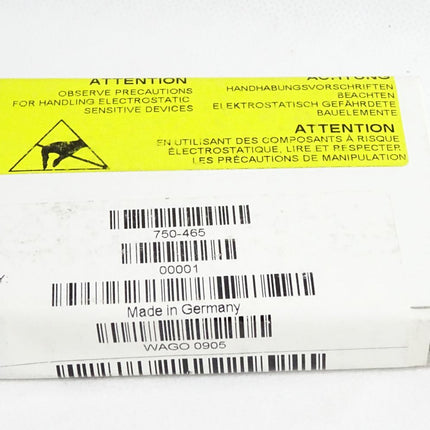 ATTENTION
OBSERVE PRECAUTIONS
FOR HANDLING ELECTROSTATIC
SENSITIVE DEVICES
ACHTUNG
HANDHABUNGSVORSCHRIFTEN
BEACHTEN
ELEKTROSTATISCH GEFÄHRDETE
BAUELEMENTE
ATTENTION
EN UTILISANT DES COMPOSANTS À RISQUE
ÉLECTROSTATIQUE, LIRE ET RESPECTER
LES PRÉCAUTIONS DE MANIPULATION
750-465
00001
Made in Germany
WAGO 0905